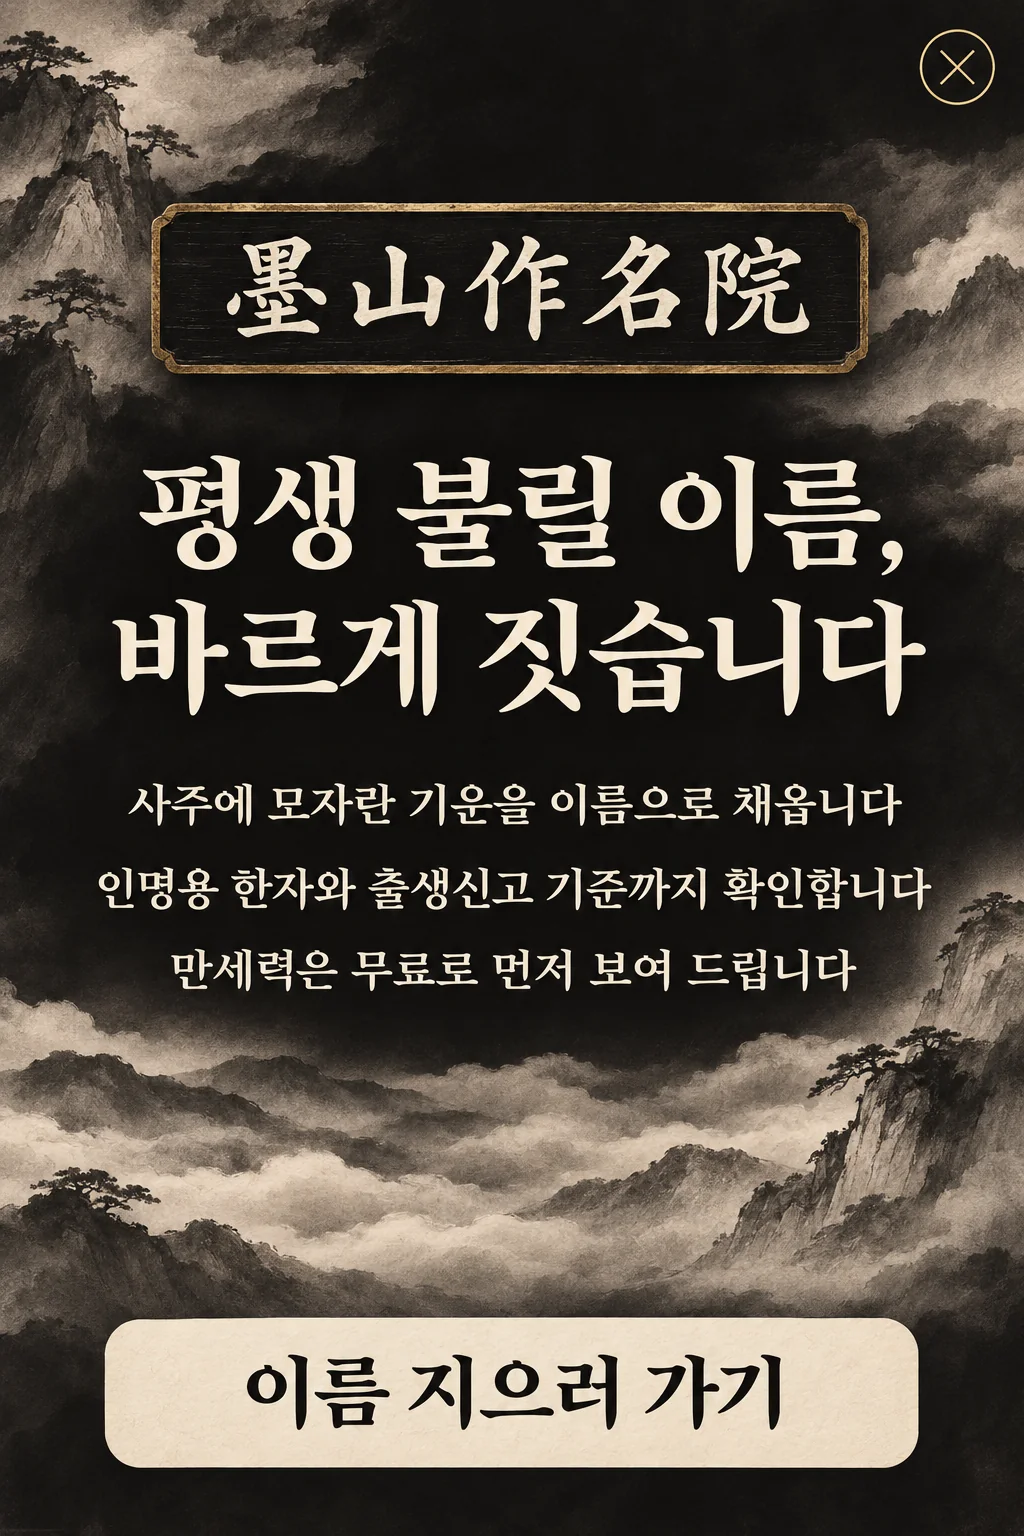 墨山作名院
평생 불릴 이름,
바르게 짓습니다
사주에 모자란 기운을 이름으로 채웁니다
인명용 한자와 출생신고 기준까지 확인합니다
만세력은 무료로 먼저 보여 드립니다
이름 지으러 가기